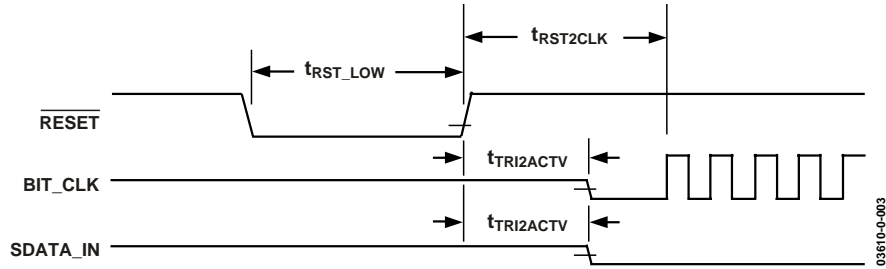 tRST2CLK
tRST_LOW
RESET
tTRI2ACTV
BIT_CLK
tTRI2ACTV
SDATA_IN
03610-0-003